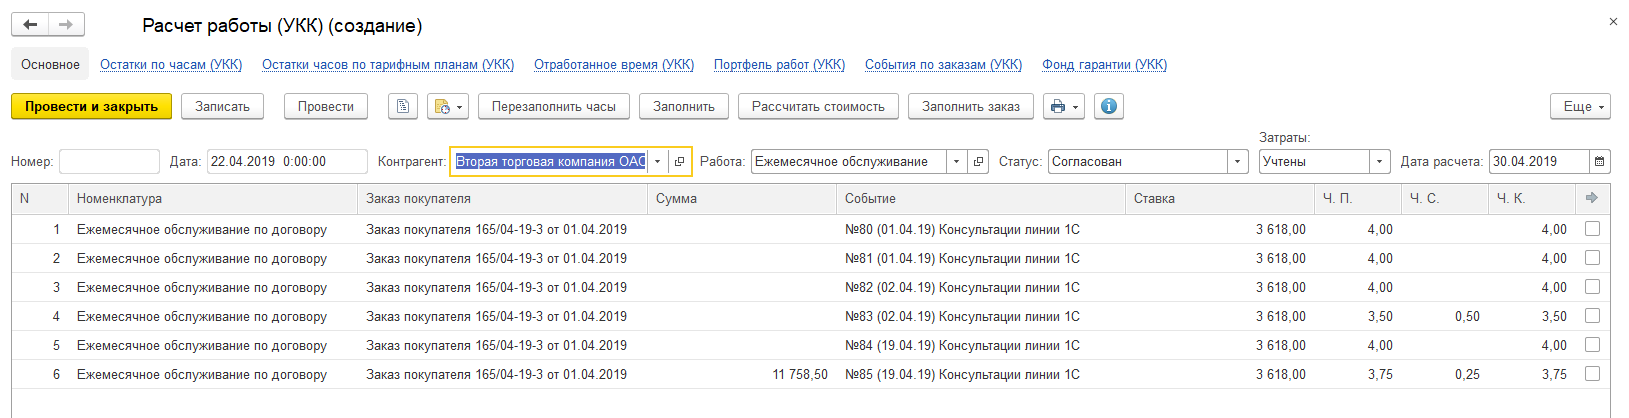 Расчет работы (УКК) (создание)
Основное Остатки по часам (УКК) Остатки часов по тарифным планам (УКК) Отработанное время (УКК) Портфель работ (УКК) События по заказам (УКК) Фонд гарантии (УКК)
Провести и закрыть Записать Провести Перезаполнить часы Заполнить Рассчитать стоимость Заполнить заказ Еще
Затраты:
Номер: Дата: 22.04.2019 0:00:00 Контрагент: Вторая торговая компания ОАО Работа: Ежемесячное обслуживание Статус: Согласован Учтены Дата расчета: 30.04.2019
N Номенклатура Заказ покупателя Сумма Событие Ставка Ч. П. Ч. С. Ч. К.
1 Ежемесячное обслуживание по договору Заказ покупателя 165/04-19-3 от 01.04.2019 №80 (01.04.19) Консультации линии 1С 3 618,00 4,00 4,00
2 Ежемесячное обслуживание по договору Заказ покупателя 165/04-19-3 от 01.04.2019 №81 (01.04.19) Консультации линии 1С 3 618,00 4,00 4,00
3 Ежемесячное обслуживание по договору Заказ покупателя 165/04-19-3 от 01.04.2019 №82 (02.04.19) Консультации линии 1С 3 618,00 4,00 4,00
4 Ежемесячное обслуживание по договору Заказ покупателя 165/04-19-3 от 01.04.2019 №83 (02.04.19) Консультации линии 1С 3 618,00 3,50 0,50 3,50
5 Ежемесячное обслуживание по договору Заказ покупателя 165/04-19-3 от 01.04.2019 №84 (19.04.19) Консультации линии 1С 3 618,00 4,00 4,00
6 Ежемесячное обслуживание по договору Заказ покупателя 165/04-19-3 от 01.04.2019 11 758,50 №85 (19.04.19) Консультации линии 1С 3 618,00 3,75 0,25 3,75